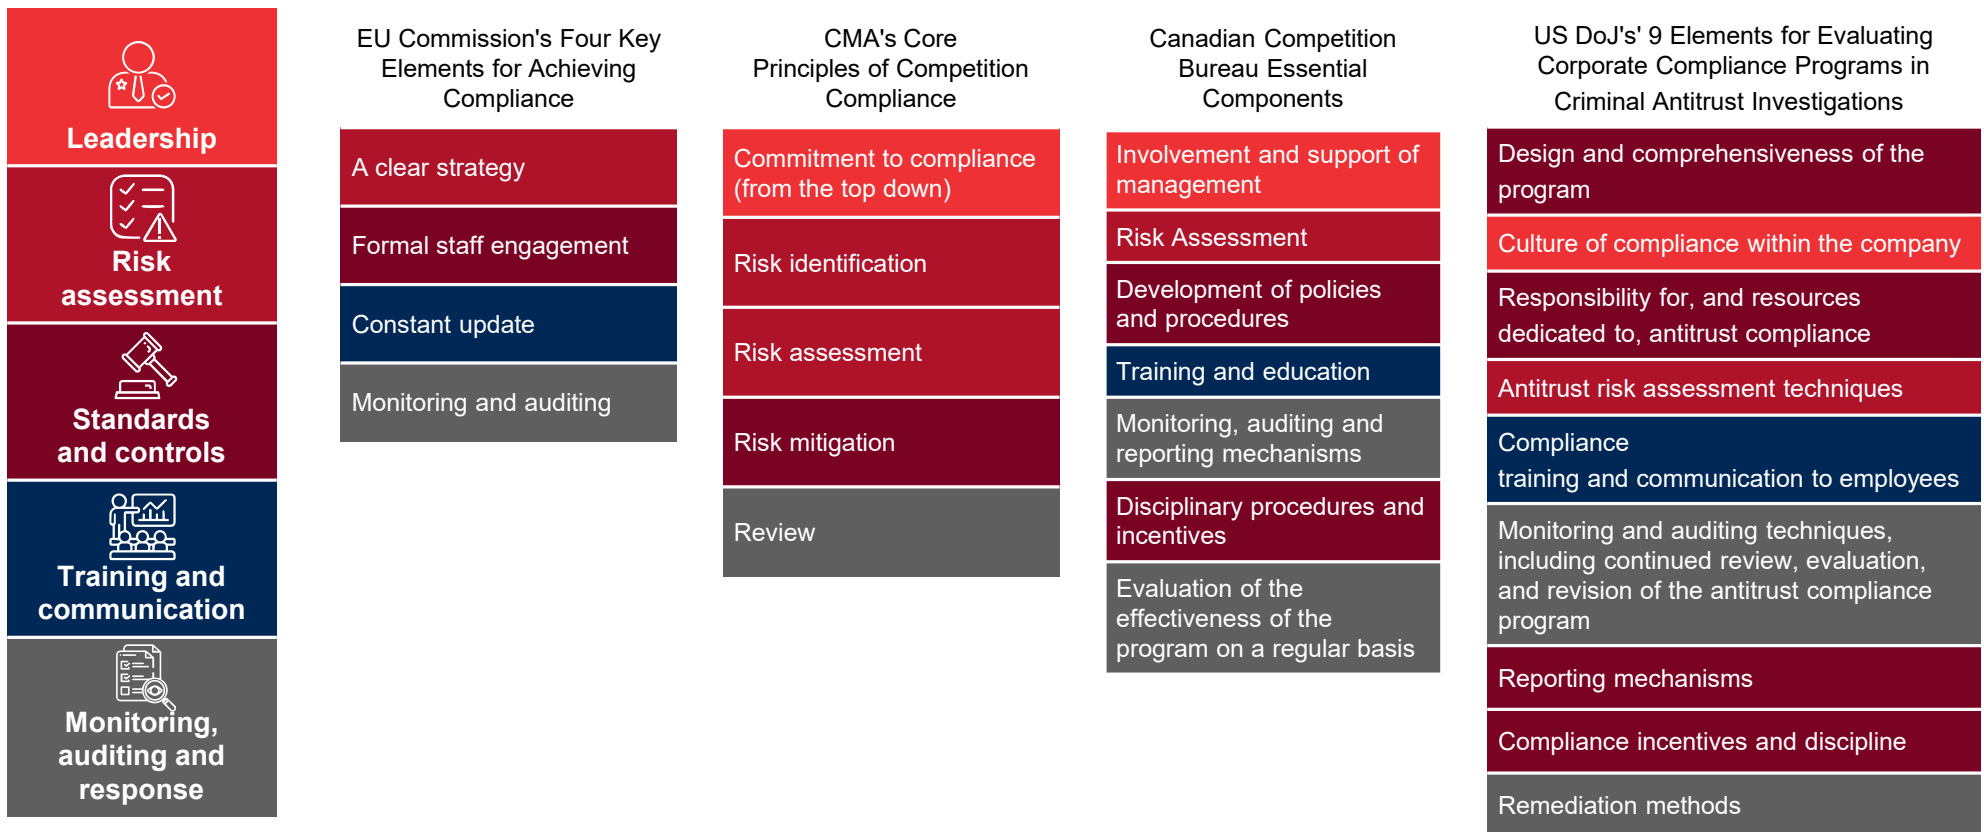 Leadership
Risk
assessment
Standards
and controls
Training and
communication
Monitoring,
auditing and
response
EU Commission's Four Key
Elements for Achieving
Compliance
A clear strategy
Formal staff engagement
Constant update
Monitoring and auditing
CMA's Core
Principles of Competition
Compliance
Commitment to compliance
(from the top down)
Risk identification
Risk assessment
Risk mitigation
Review
Canadian Competition
Bureau Essential
Components
Involvement and support of
management
Risk Assessment
Development of policies
and procedures
Training and education
Monitoring, auditing and
reporting mechanisms
Disciplinary procedures and
incentives
Evaluation of the
effectiveness of the
program on a regular basis
US DoJ's' 9 Elements for Evaluating
Corporate Compliance Programs in
Criminal Antitrust Investigations
Design and comprehensiveness of the
program
Culture of compliance within the company
Responsibility for, and resources
dedicated to, antitrust compliance
Antitrust risk assessment techniques
Compliance
training and communication to employees
Monitoring and auditing techniques,
including continued review, evaluation,
and revision of the antitrust compliance
program
Reporting mechanisms
Compliance incentives and discipline
Remediation methods